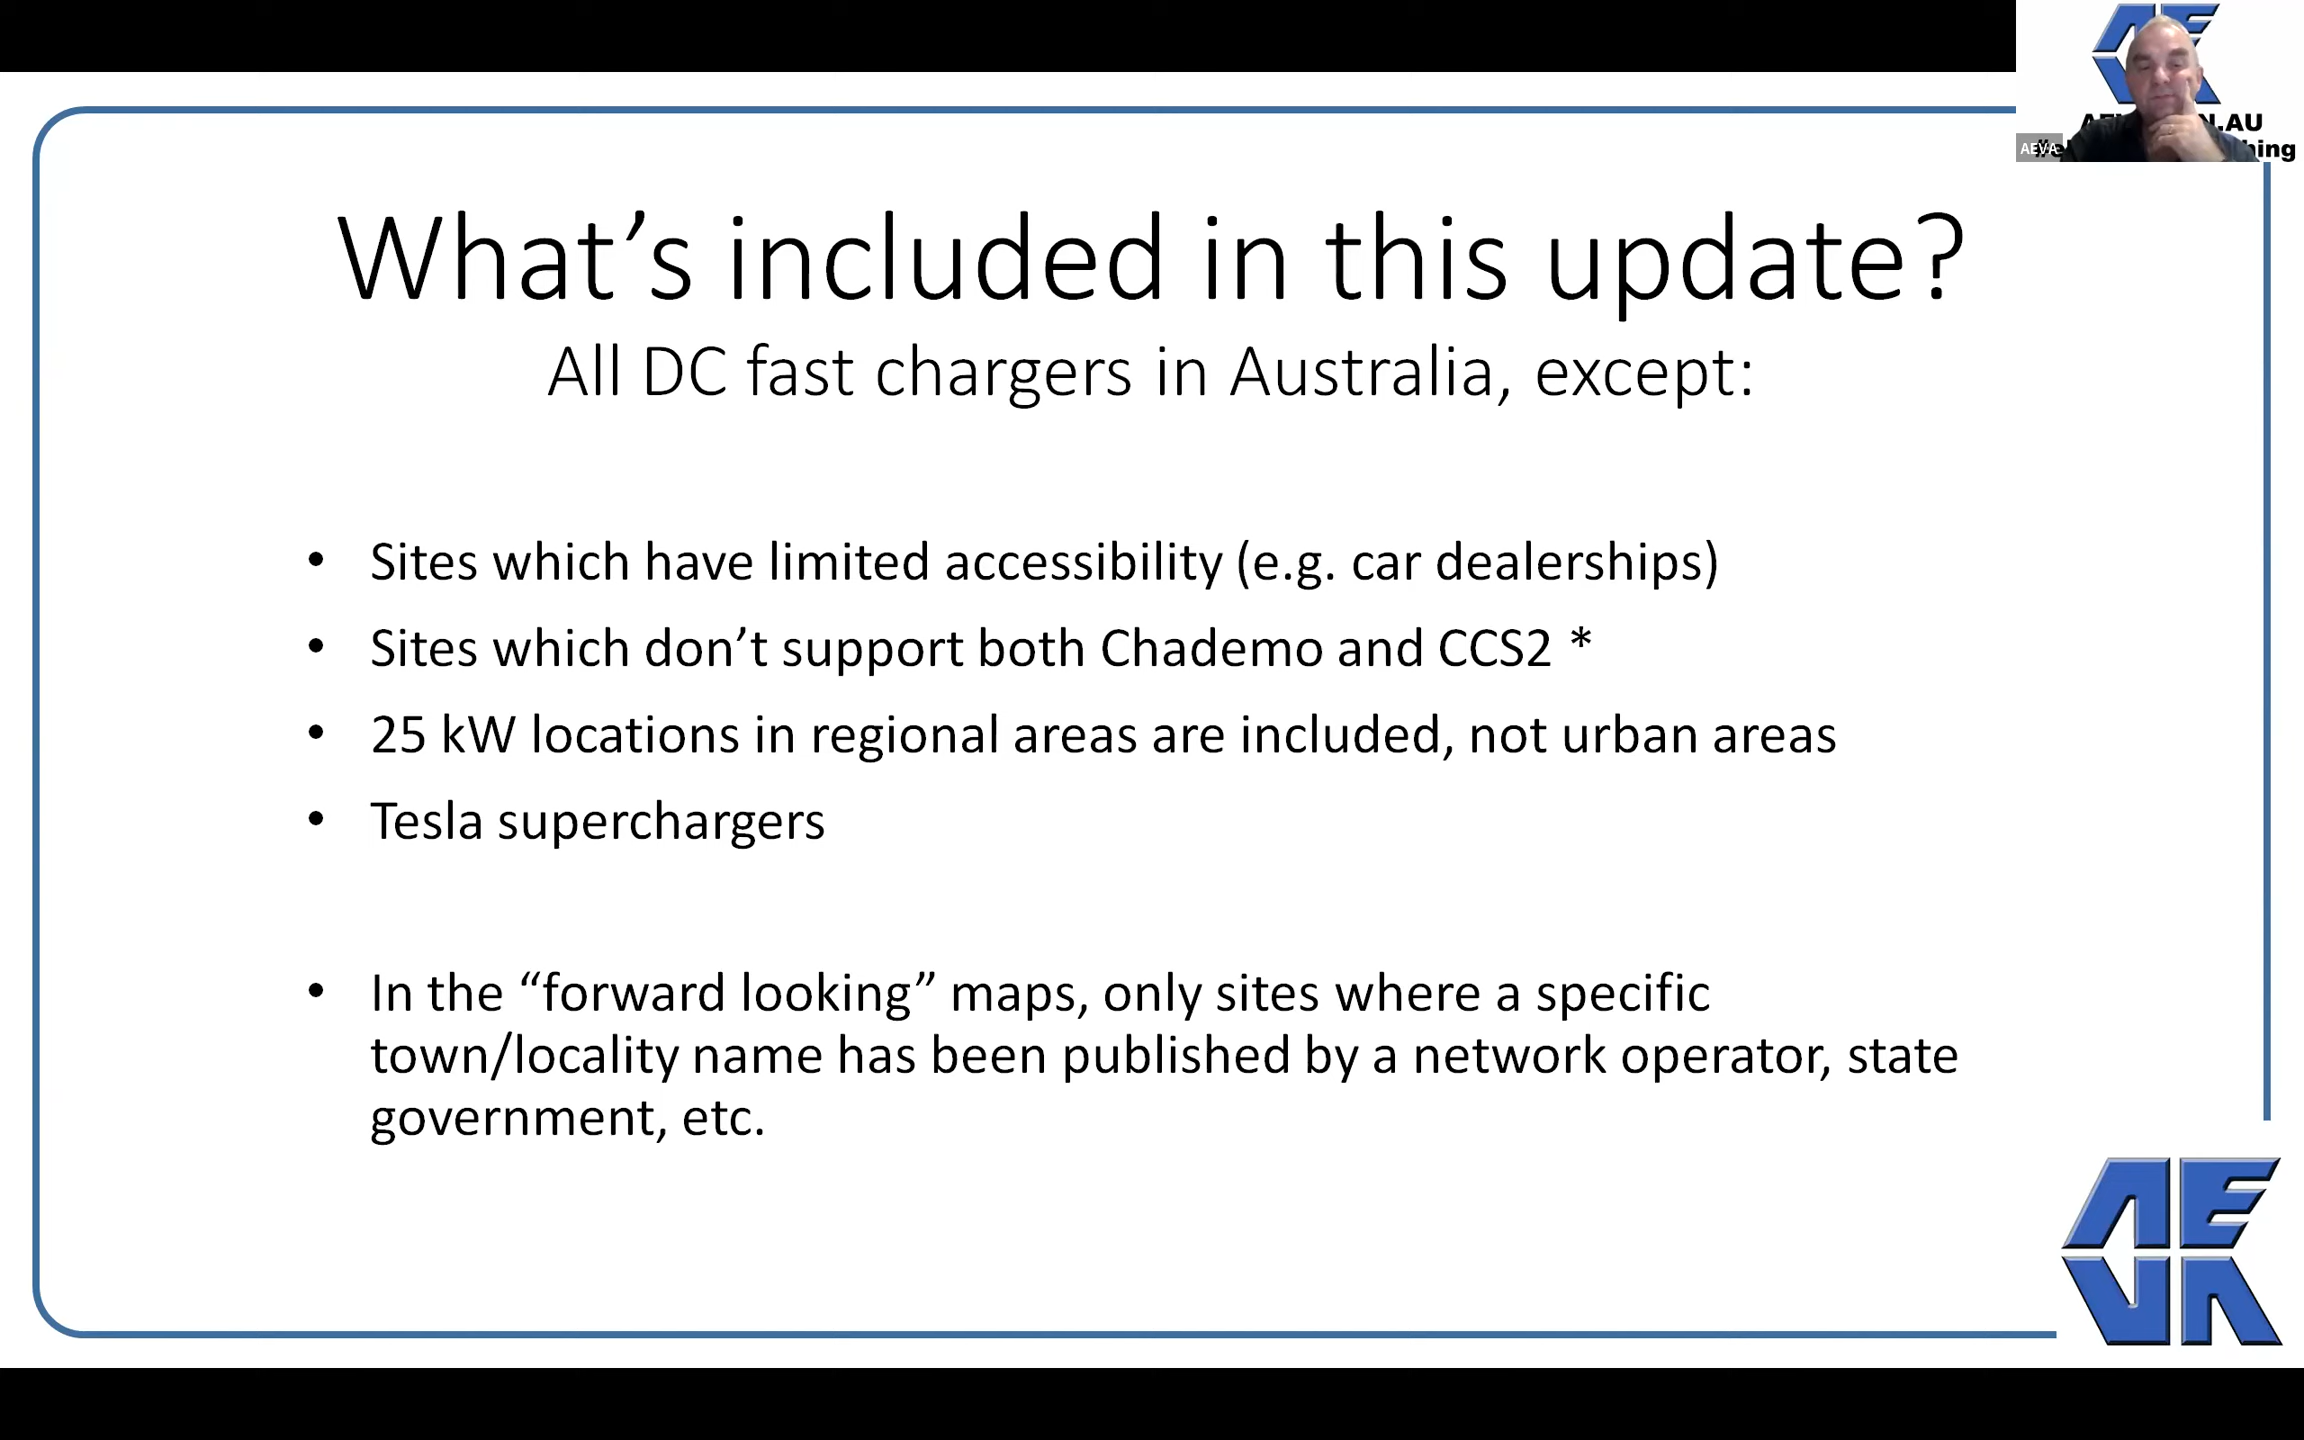 What’s included in this update?
All DC fast chargers in Australia, except:
• Sites which have limited accessibility (e.g. car dealerships)
• Sites which don’t support both Chademo and CCS2 *
• 25 kW locations in regional areas are included, not urban areas
• Tesla superchargers
• In the “forward looking” maps, only sites where a specific
town/locality name has been published by a network operator, state
government, etc.
AEVA
.AU
AEVA